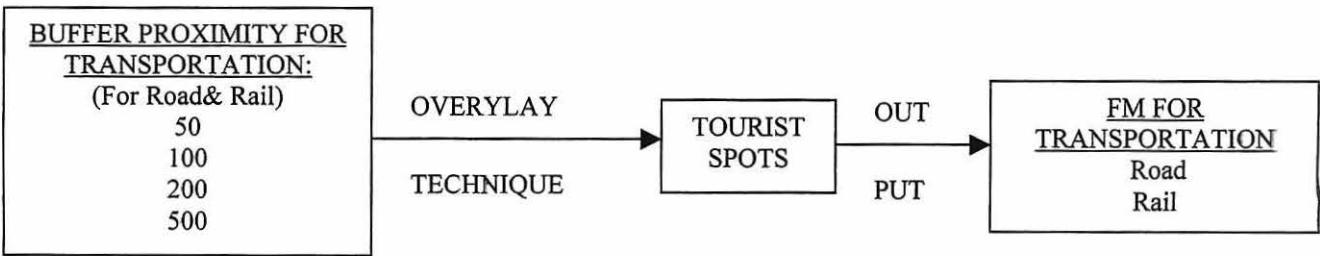 BUFFER PROXIMITY FOR
TRANSPORTATION:
(For Road& Rail)
50
100
200
500
OVERYLAY
TECHNIQUE
TOURIST
SPOTS
OUT
PUT
FM FOR
TRANSPORTATION
Road
Rail